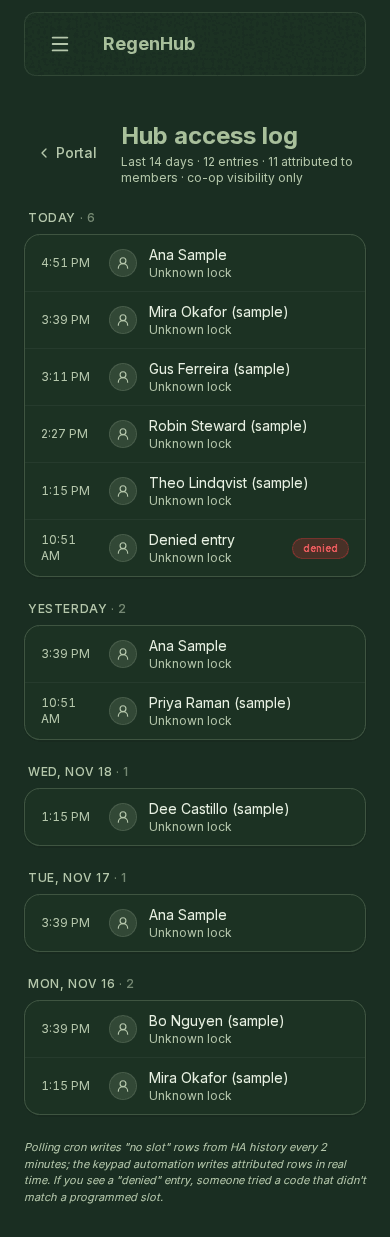 RegenHub
Portal
Hub access log
Last 14 days · 12 entries · 11 attributed to
members · co-op visibility only
TODAY · 6
4:51 PM
Ana Sample
Unknown lock
3:39 PM
Mira Okafor (sample)
Unknown lock
3:11 PM
Gus Ferreira (sample)
Unknown lock
2:27 PM
Robin Steward (sample)
Unknown lock
1:15 PM
Theo Lindqvist (sample)
Unknown lock
10:51
AM
Denied entry
Unknown lock
denied
YESTERDAY · 2
3:39 PM
Ana Sample
Unknown lock
10:51
AM
Priya Raman (sample)
Unknown lock
WED, NOV 18 · 1
1:15 PM
Dee Castillo (sample)
Unknown lock
TUE, NOV 17 · 1
3:39 PM
Ana Sample
Unknown lock
MON, NOV 16 · 2
3:39 PM
Bo Nguyen (sample)
Unknown lock
1:15 PM
Mira Okafor (sample)
Unknown lock
Polling cron writes "no slot" rows from HA history every 2
minutes; the keypad automation writes attributed rows in real
time. If you see a "denied" entry, someone tried a code that didn't
match a programmed slot.